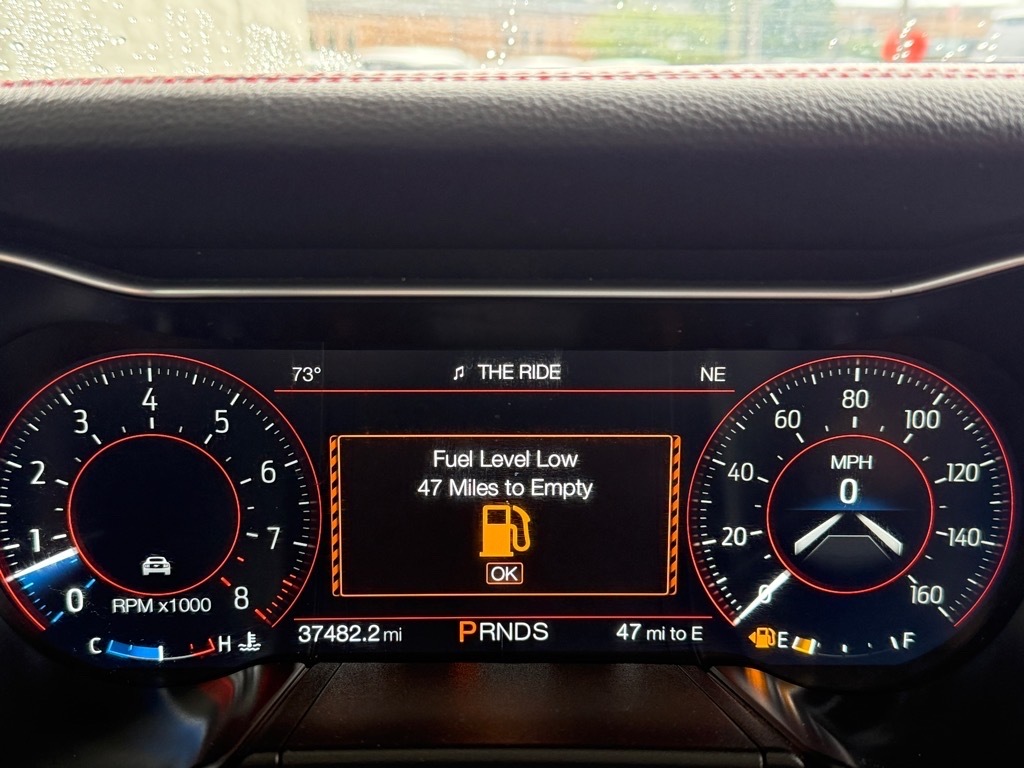 73° THE RIDE NE
Fuel Level Low
47 Miles to Empty
OK
0 1 2 3 4 5 6 7 8
RPM x1000
C H
37482.2 mi PRNDS 47 mi to E
MPH
0
0 20 40 60 80 100 120 140 160
E F